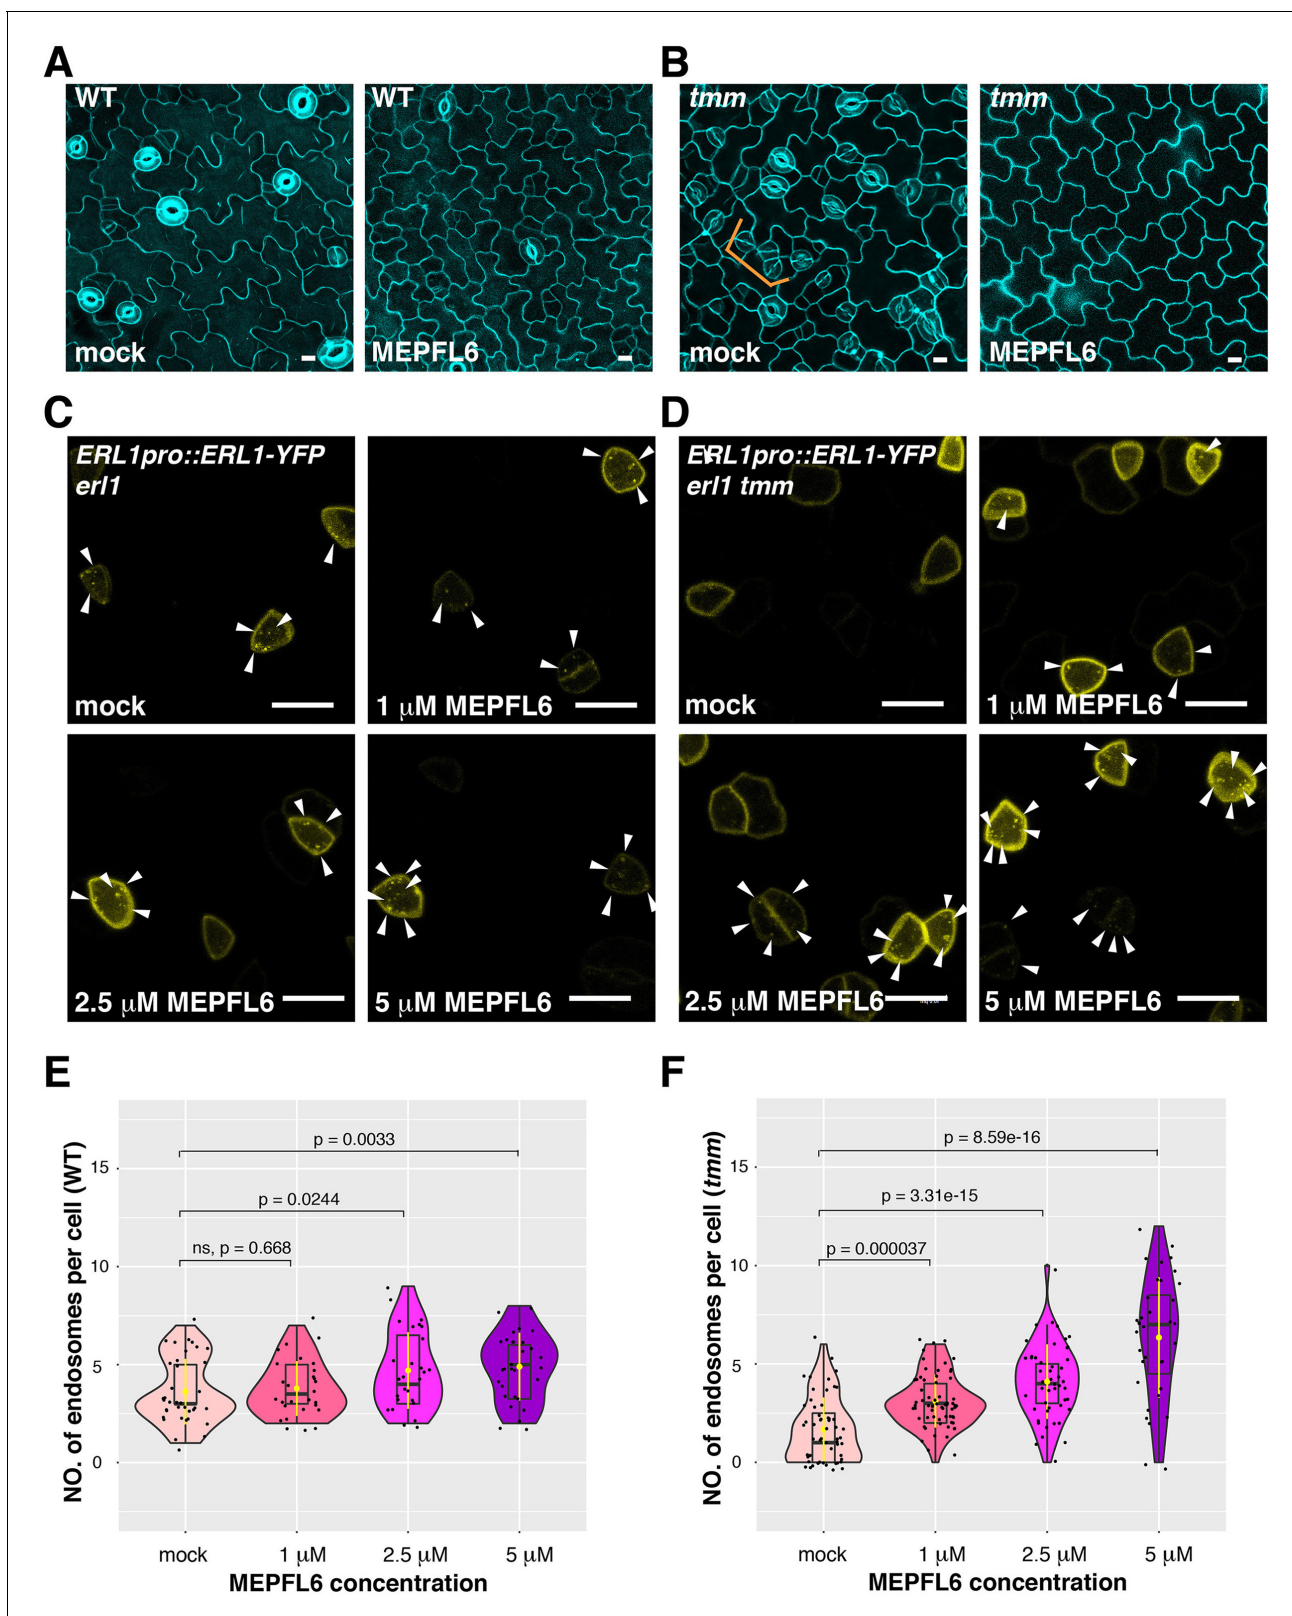 A
B
WT
WT
tmm
tmm
mock
MEPFL6
mock
MEPFL6
C
D
ERL1pro::ERL1-YFP
erl1
ERL1pro::ERL1-YFP
erl1 tmm
mock
1 μM MEPFL6
mock
1 μM MEPFL6
2.5 μM MEPFL6
5 μM MEPFL6
2.5 μM MEPFL6
5 μM MEPFL6
E
NO. of endosomes per cell (WT)
15
10
5
0
p = 0.0033
p = 0.0244
ns, p = 0.668
mock
1 μM
2.5 μM
5 μM
MEPFL6 concentration
F
NO. of endosomes per cell (tmm)
15
10
5
0
p = 8.59e-16
p = 3.31e-15
p = 0.000037
mock
1 μM
2.5 μM
5 μM
MEPFL6 concentration